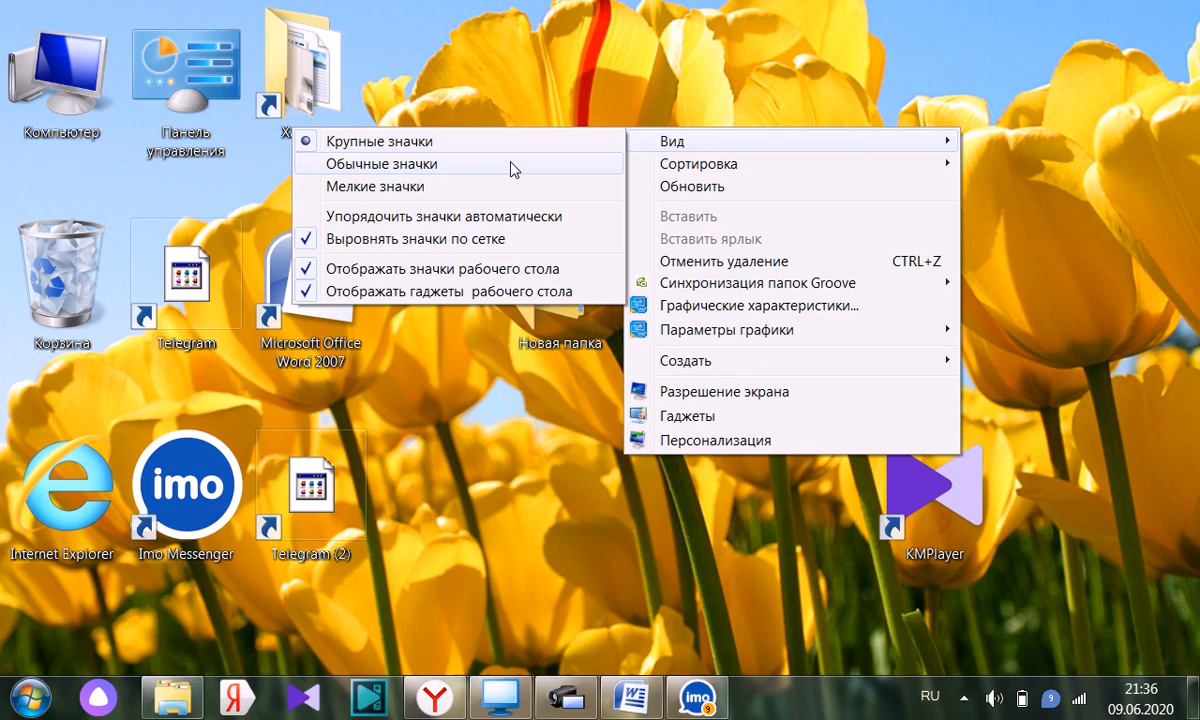 Компьютер
Панель
управления
Крупные значки
Обычные значки
Мелкие значки
Упорядочить значки автоматически
Выровнять значки по сетке
Отображать значки рабочего стола
Отображать гаджеты рабочего стола
Вид
Сортировка
Обновить
Вставить
Вставить ярлык
Отменить удаление CTRL+Z
Синхронизация папок Groove
Графические характеристики...
Параметры графики
Создать
Разрешение экрана
Гаджеты
Персонализация
Корзина
Telegram
Microsoft Office
Word 2007
Новая папка
imo
Internet Explorer
Imo Messenger
Telegram (2)
KMPlayer
Я
Y
W
imo
9
RU
9
21:36
09.06.2020